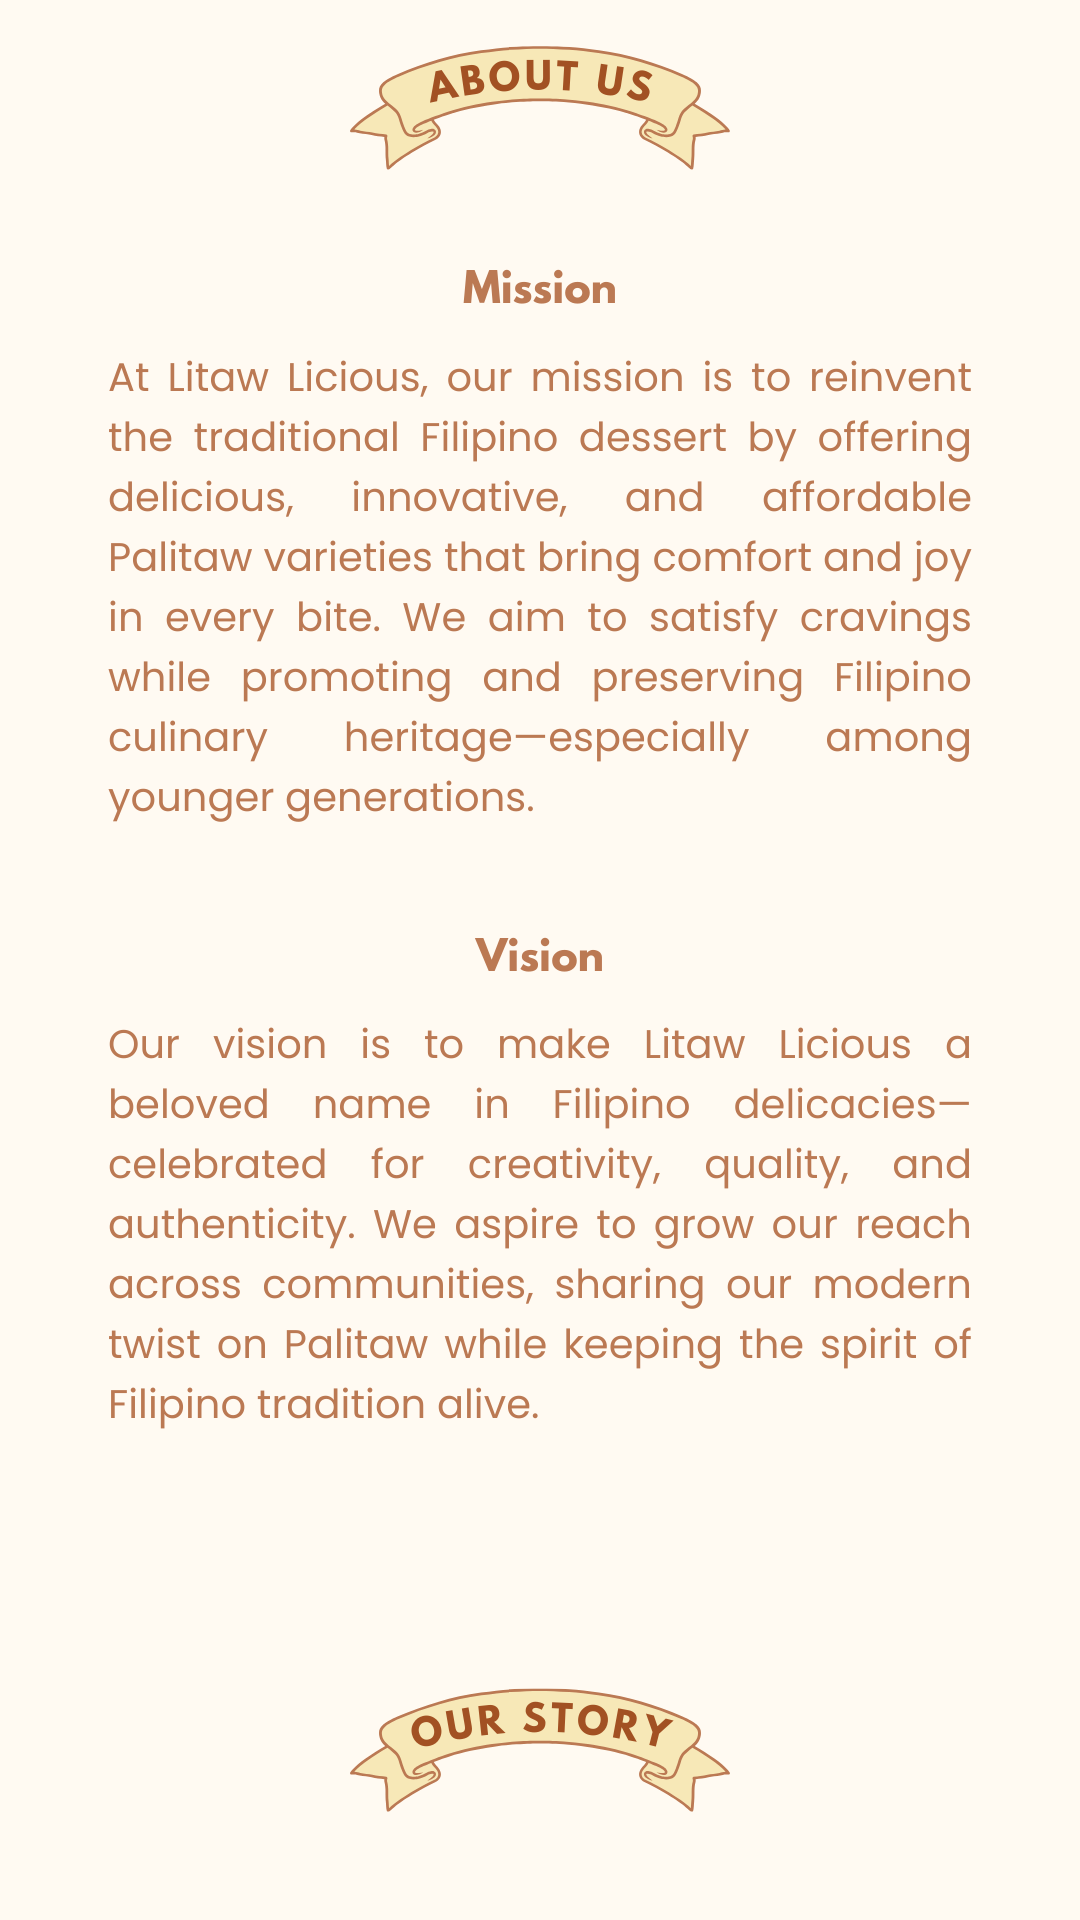 ABOUT US
Mission
At Litaw Licious, our mission is to reinvent
the traditional Filipino dessert by offering
delicious, innovative, and affordable
Palitaw varieties that bring comfort and joy
in every bite. We aim to satisfy cravings
while promoting and preserving Filipino
culinary heritage—especially among
younger generations.
Vision
Our vision is to make Litaw Licious a
beloved name in Filipino delicacies—
celebrated for creativity, quality, and
authenticity. We aspire to grow our reach
across communities, sharing our modern
twist on Palitaw while keeping the spirit of
Filipino tradition alive.
OUR STORY